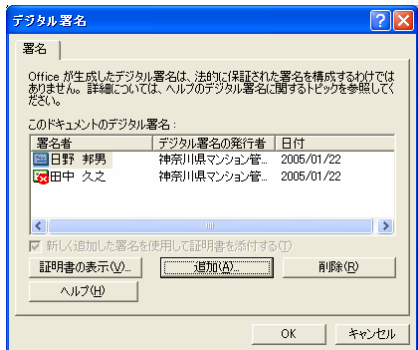 デジタル署名
署名
Office が生成したデジタル署名は、法的に保証された署名を構成するわけでは
ありません。詳細については、ヘルプのデジタル署名に関するトピックを参照してく
ださい。
このドキュメントのデジタル署名:
署名者 デジタル署名の発行者 日付
日野 邦男 神奈川県マンション管... 2005/01/22
田中 久之 神奈川県マンション管... 2005/01/22
新しく追加した署名を使用して証明書を添付する(T)
証明書の表示(V)... 追加(A)... 削除(R)
ヘルプ(H)
OK キャンセル